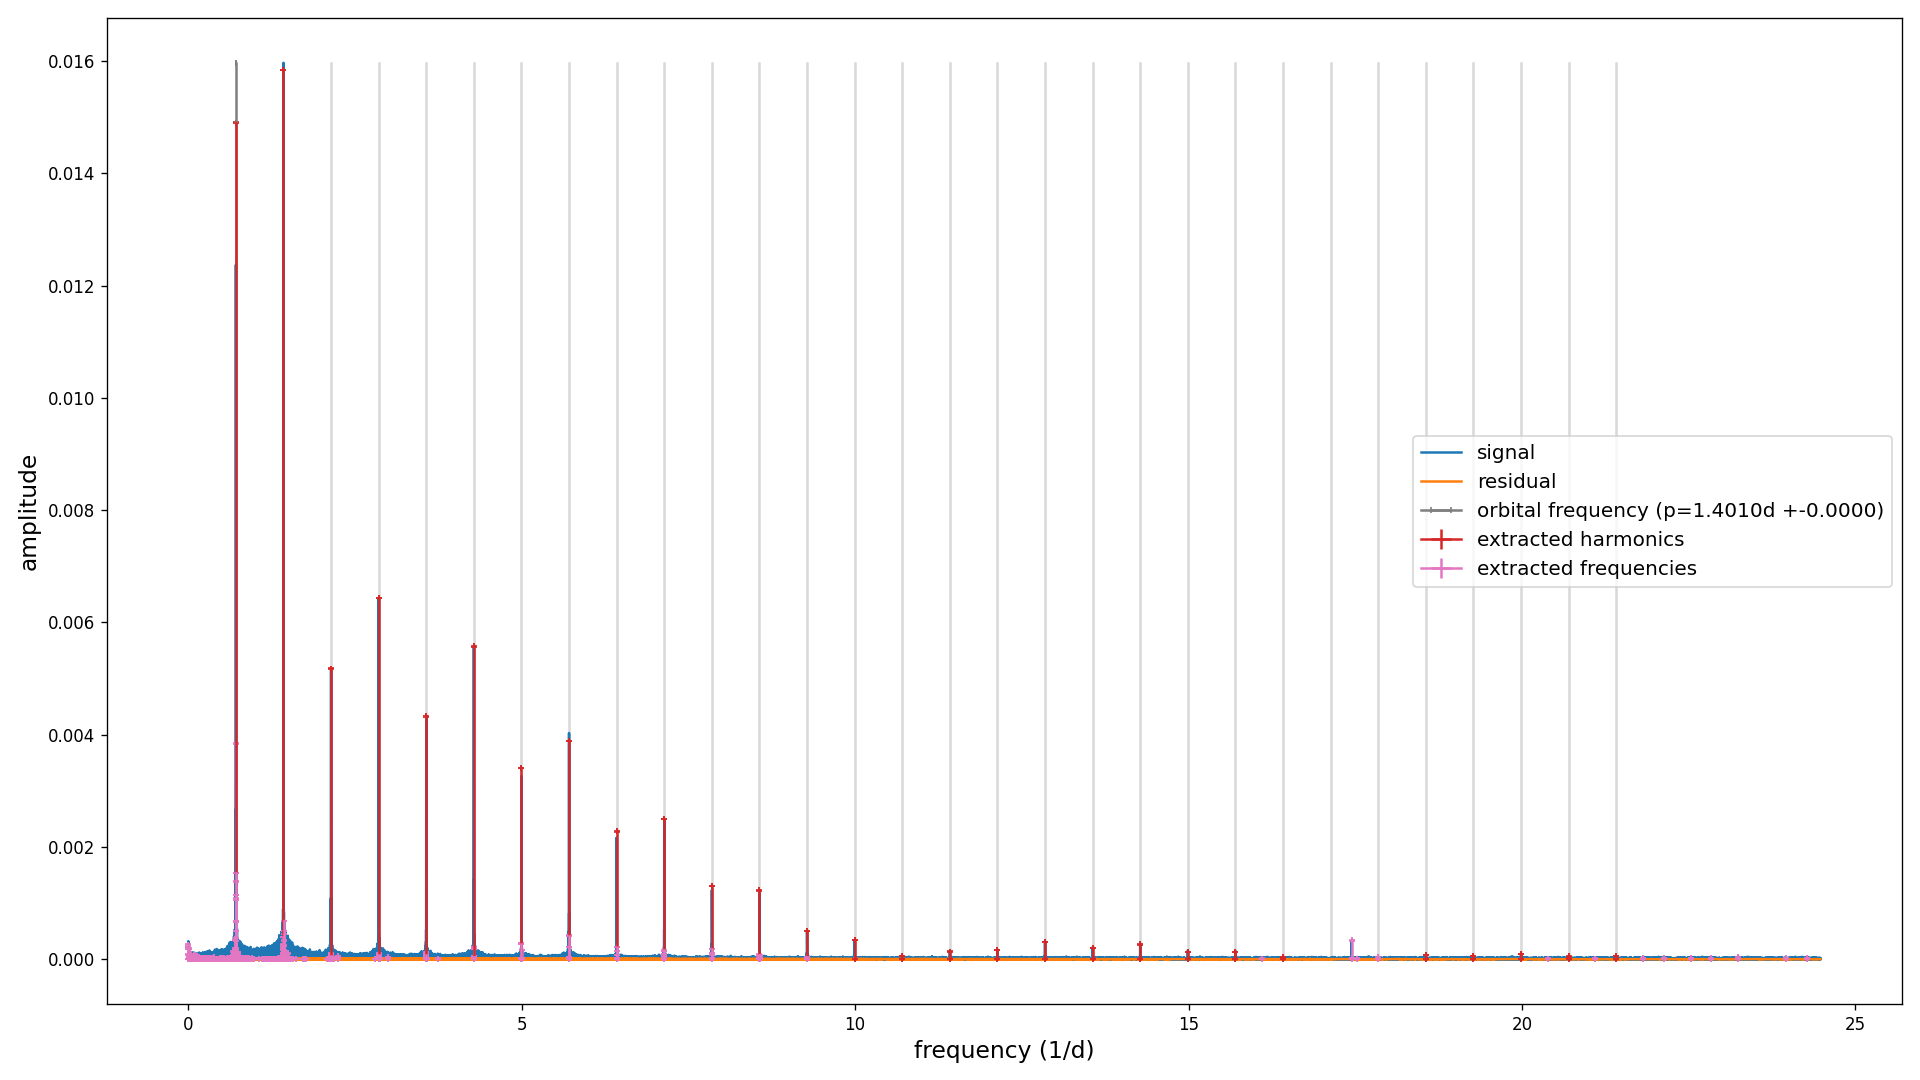 0.016
0.014
0.012
0.010
0.008
0.006
0.004
0.002
0.000
amplitude
signal
residual
orbital frequency (p=1.4010d +-0.0000)
extracted harmonics
extracted frequencies
0 5 10 15 20 25
frequency (1/d)